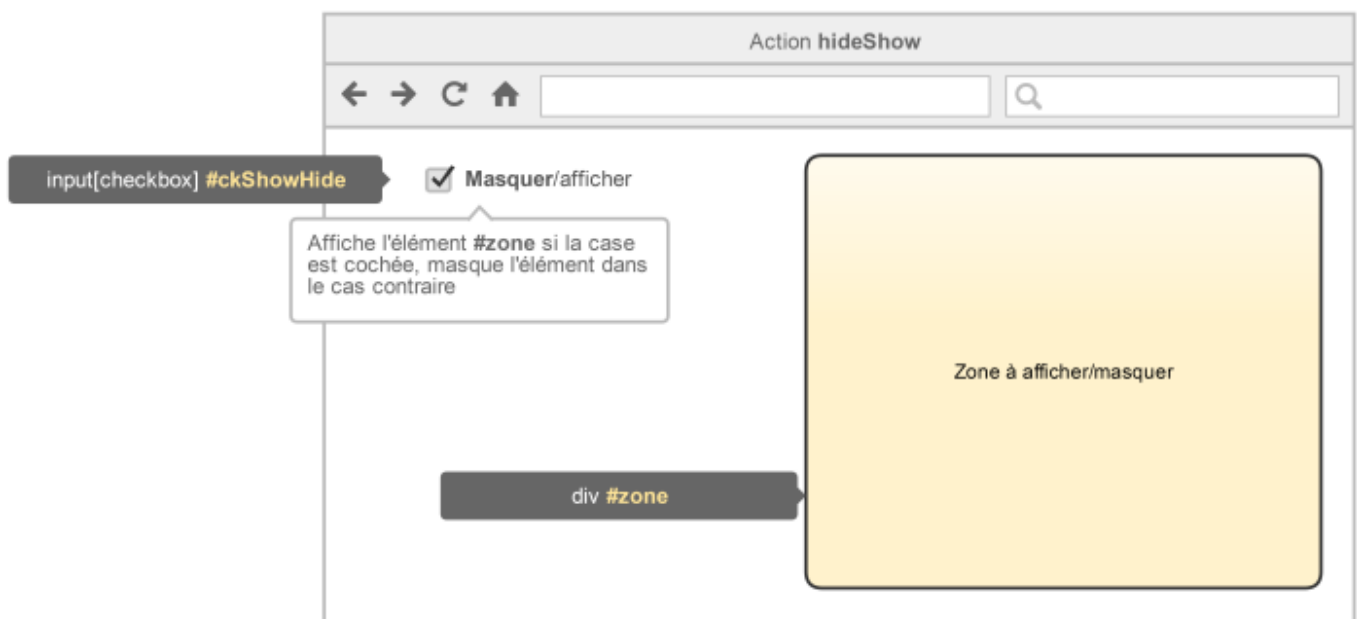 Action hideShow
input[checkbox] #ckShowHide
Masquer/afficher
Affiche l'élément #zone si la case
est cochée, masque l'élément dans
le cas contraire
Zone à afficher/masquer
div #zone